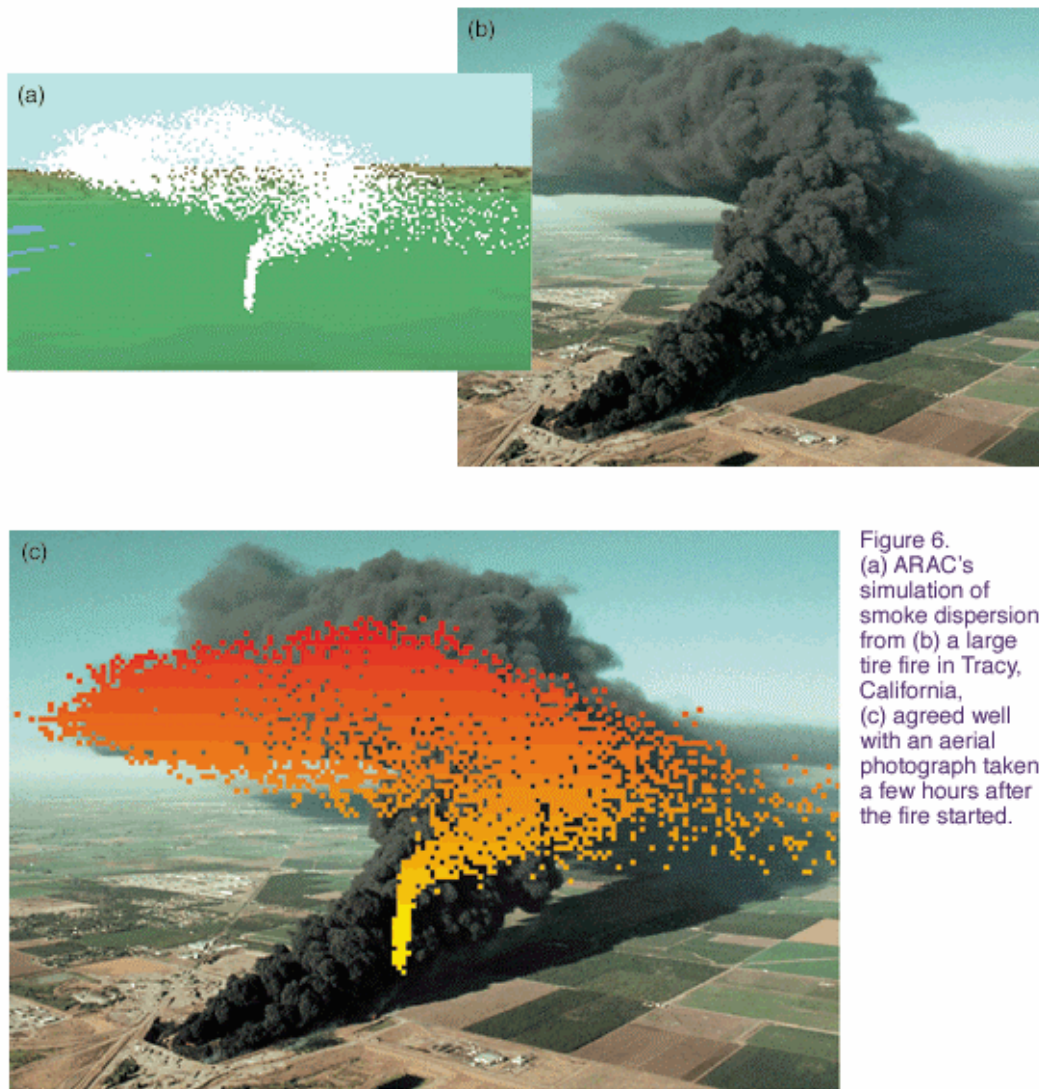 (a)
(b)
(c)
Figure 6.
(a) ARAC's
simulation of
smoke dispersion
from (b) a large
tire fire in Tracy,
California,
(c) agreed well
with an aerial
photograph taken
a few hours after
the fire started.